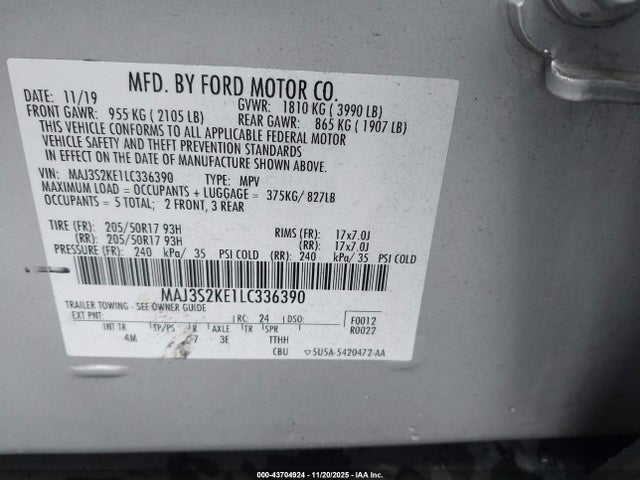 MFD. BY FORD MOTOR CO.
DATE: 11/19 GVWR: 1810 KG ( 3990 LB)
FRONT GAWR: 955 KG ( 2105 LB) REAR GAWR: 865 KG ( 1907 LB)
THIS VEHICLE CONFORMS TO ALL APPLICABLE FEDERAL MOTOR
VEHICLE SAFETY AND THEFT PREVENTION STANDARDS
IN EFFECT ON THE DATE OF MANUFACTURE SHOWN ABOVE.
VIN: MAJ3S2KE1LC336390 TYPE: MPV
MAXIMUM LOAD = OCCUPANTS + LUGGAGE = 375KG/ 827LB
OCCUPANTS = 5 TOTAL; 2 FRONT, 3 REAR
TIRE (FR): 205/50R17 93H RIMS (FR): 17x7.0J
(RR): 205/50R17 93H (RR): 17x7.0J
PRESSURE (FR): 240 kPa/ 35 PSI COLD (RR): 240 kPa/ 35 PSI COLD
MAJ3S2KE1LC336390
TRAILER TOWING - SEE OWNER GUIDE
EXT PNT: RC: 24 DSO: F0012
R0022
INT TR TP/PS R AXLE TR SPR
4M 7 3E TTHH
CBU ▽5U5A-5420472-AA
000-43704924 | 11/20/2025 | IAA Inc.